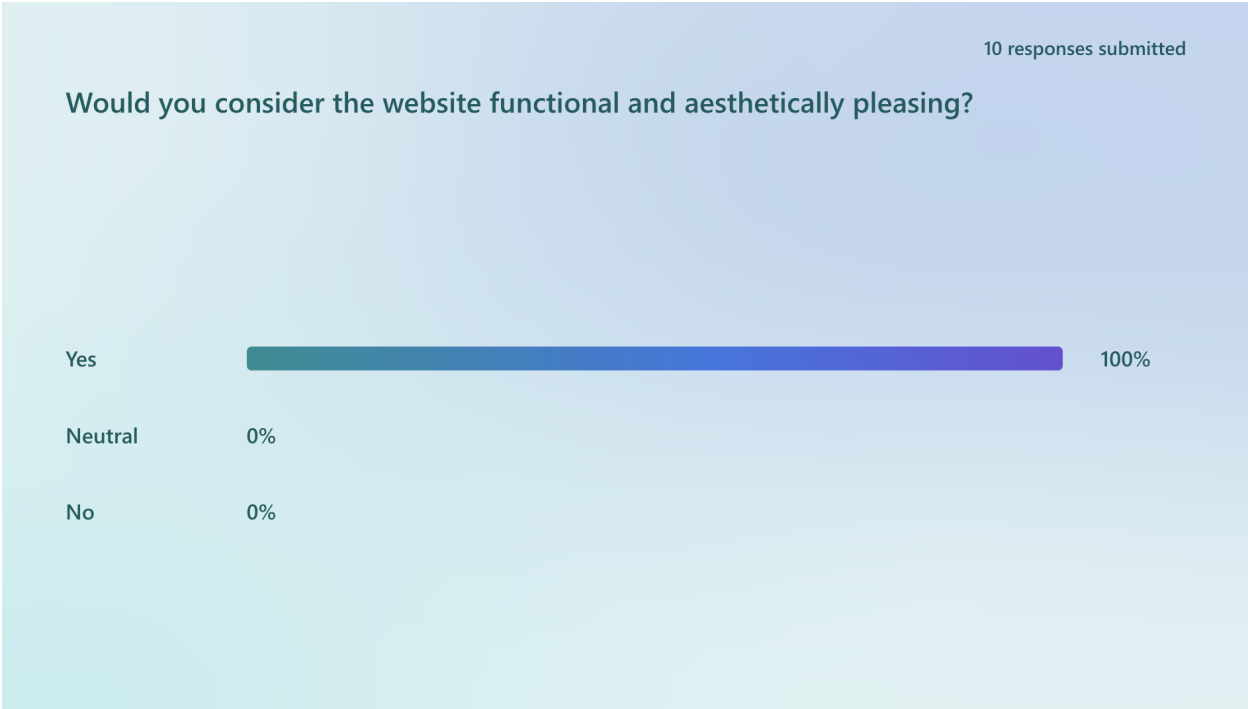 10 responses submitted
Would you consider the website functional and aesthetically pleasing?
Yes 100%
Neutral 0%
No 0%